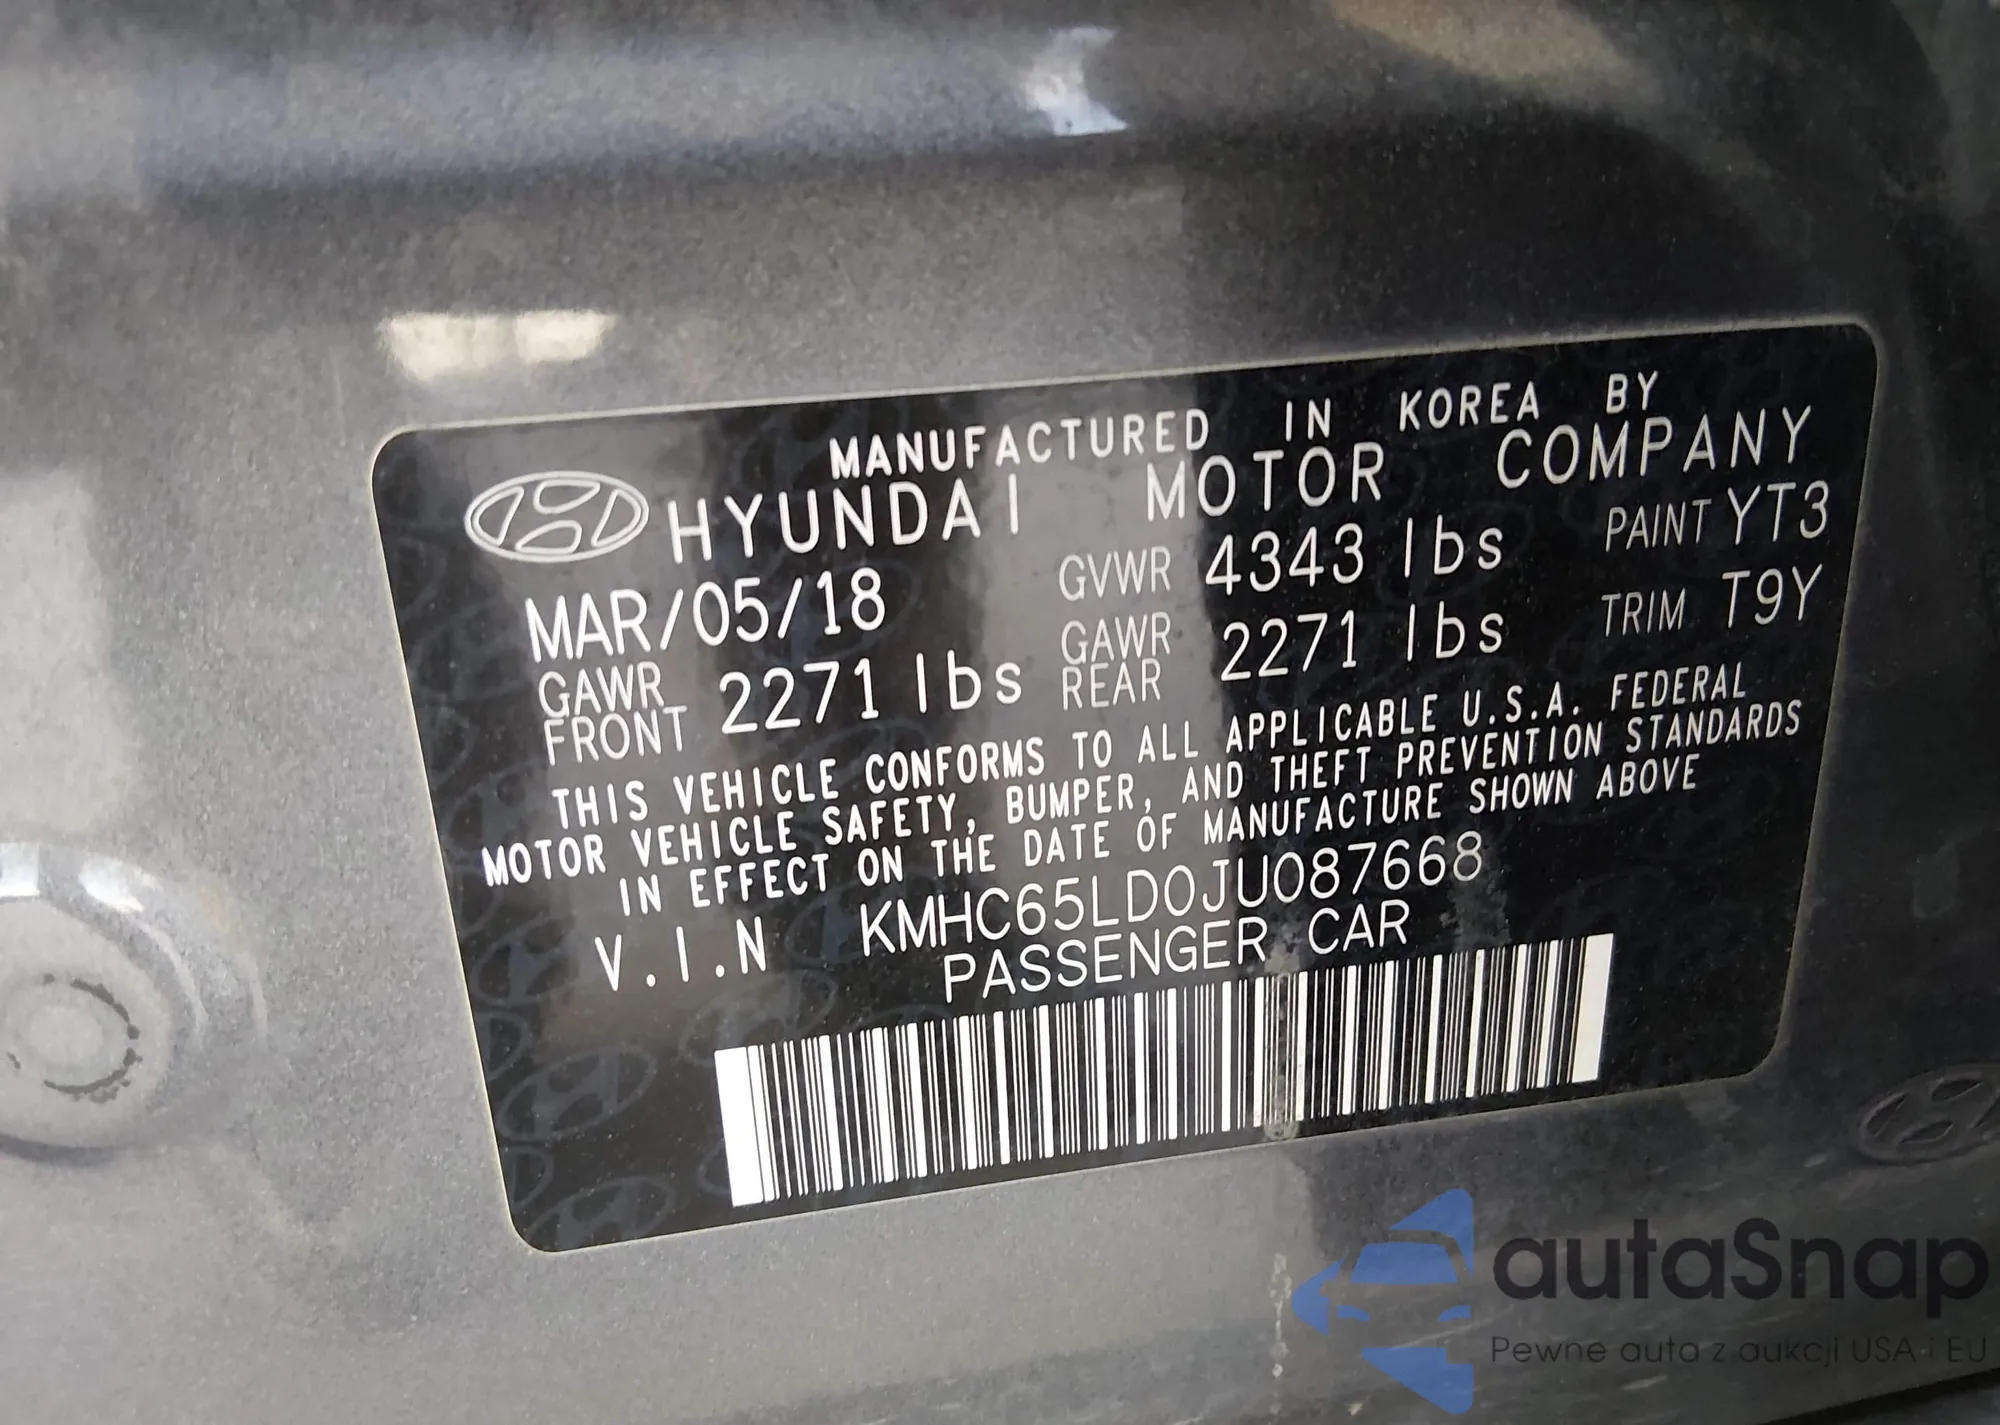 MANUFACTURED IN KOREA BY
HYUNDAI MOTOR COMPANY
MAR/05/18 GVWR 4343 lbs PAINT YT3
GAWR FRONT 2271 lbs GAWR REAR 2271 lbs TRIM T9Y
THIS VEHICLE CONFORMS TO ALL APPLICABLE U.S.A. FEDERAL
MOTOR VEHICLE SAFETY, BUMPER, AND THEFT PREVENTION STANDARDS
IN EFFECT ON THE DATE OF MANUFACTURE SHOWN ABOVE
V.I.N KMHC65LD0JU087668
PASSENGER CAR
autaSnap
Pewne auta z aukcji USA i EU